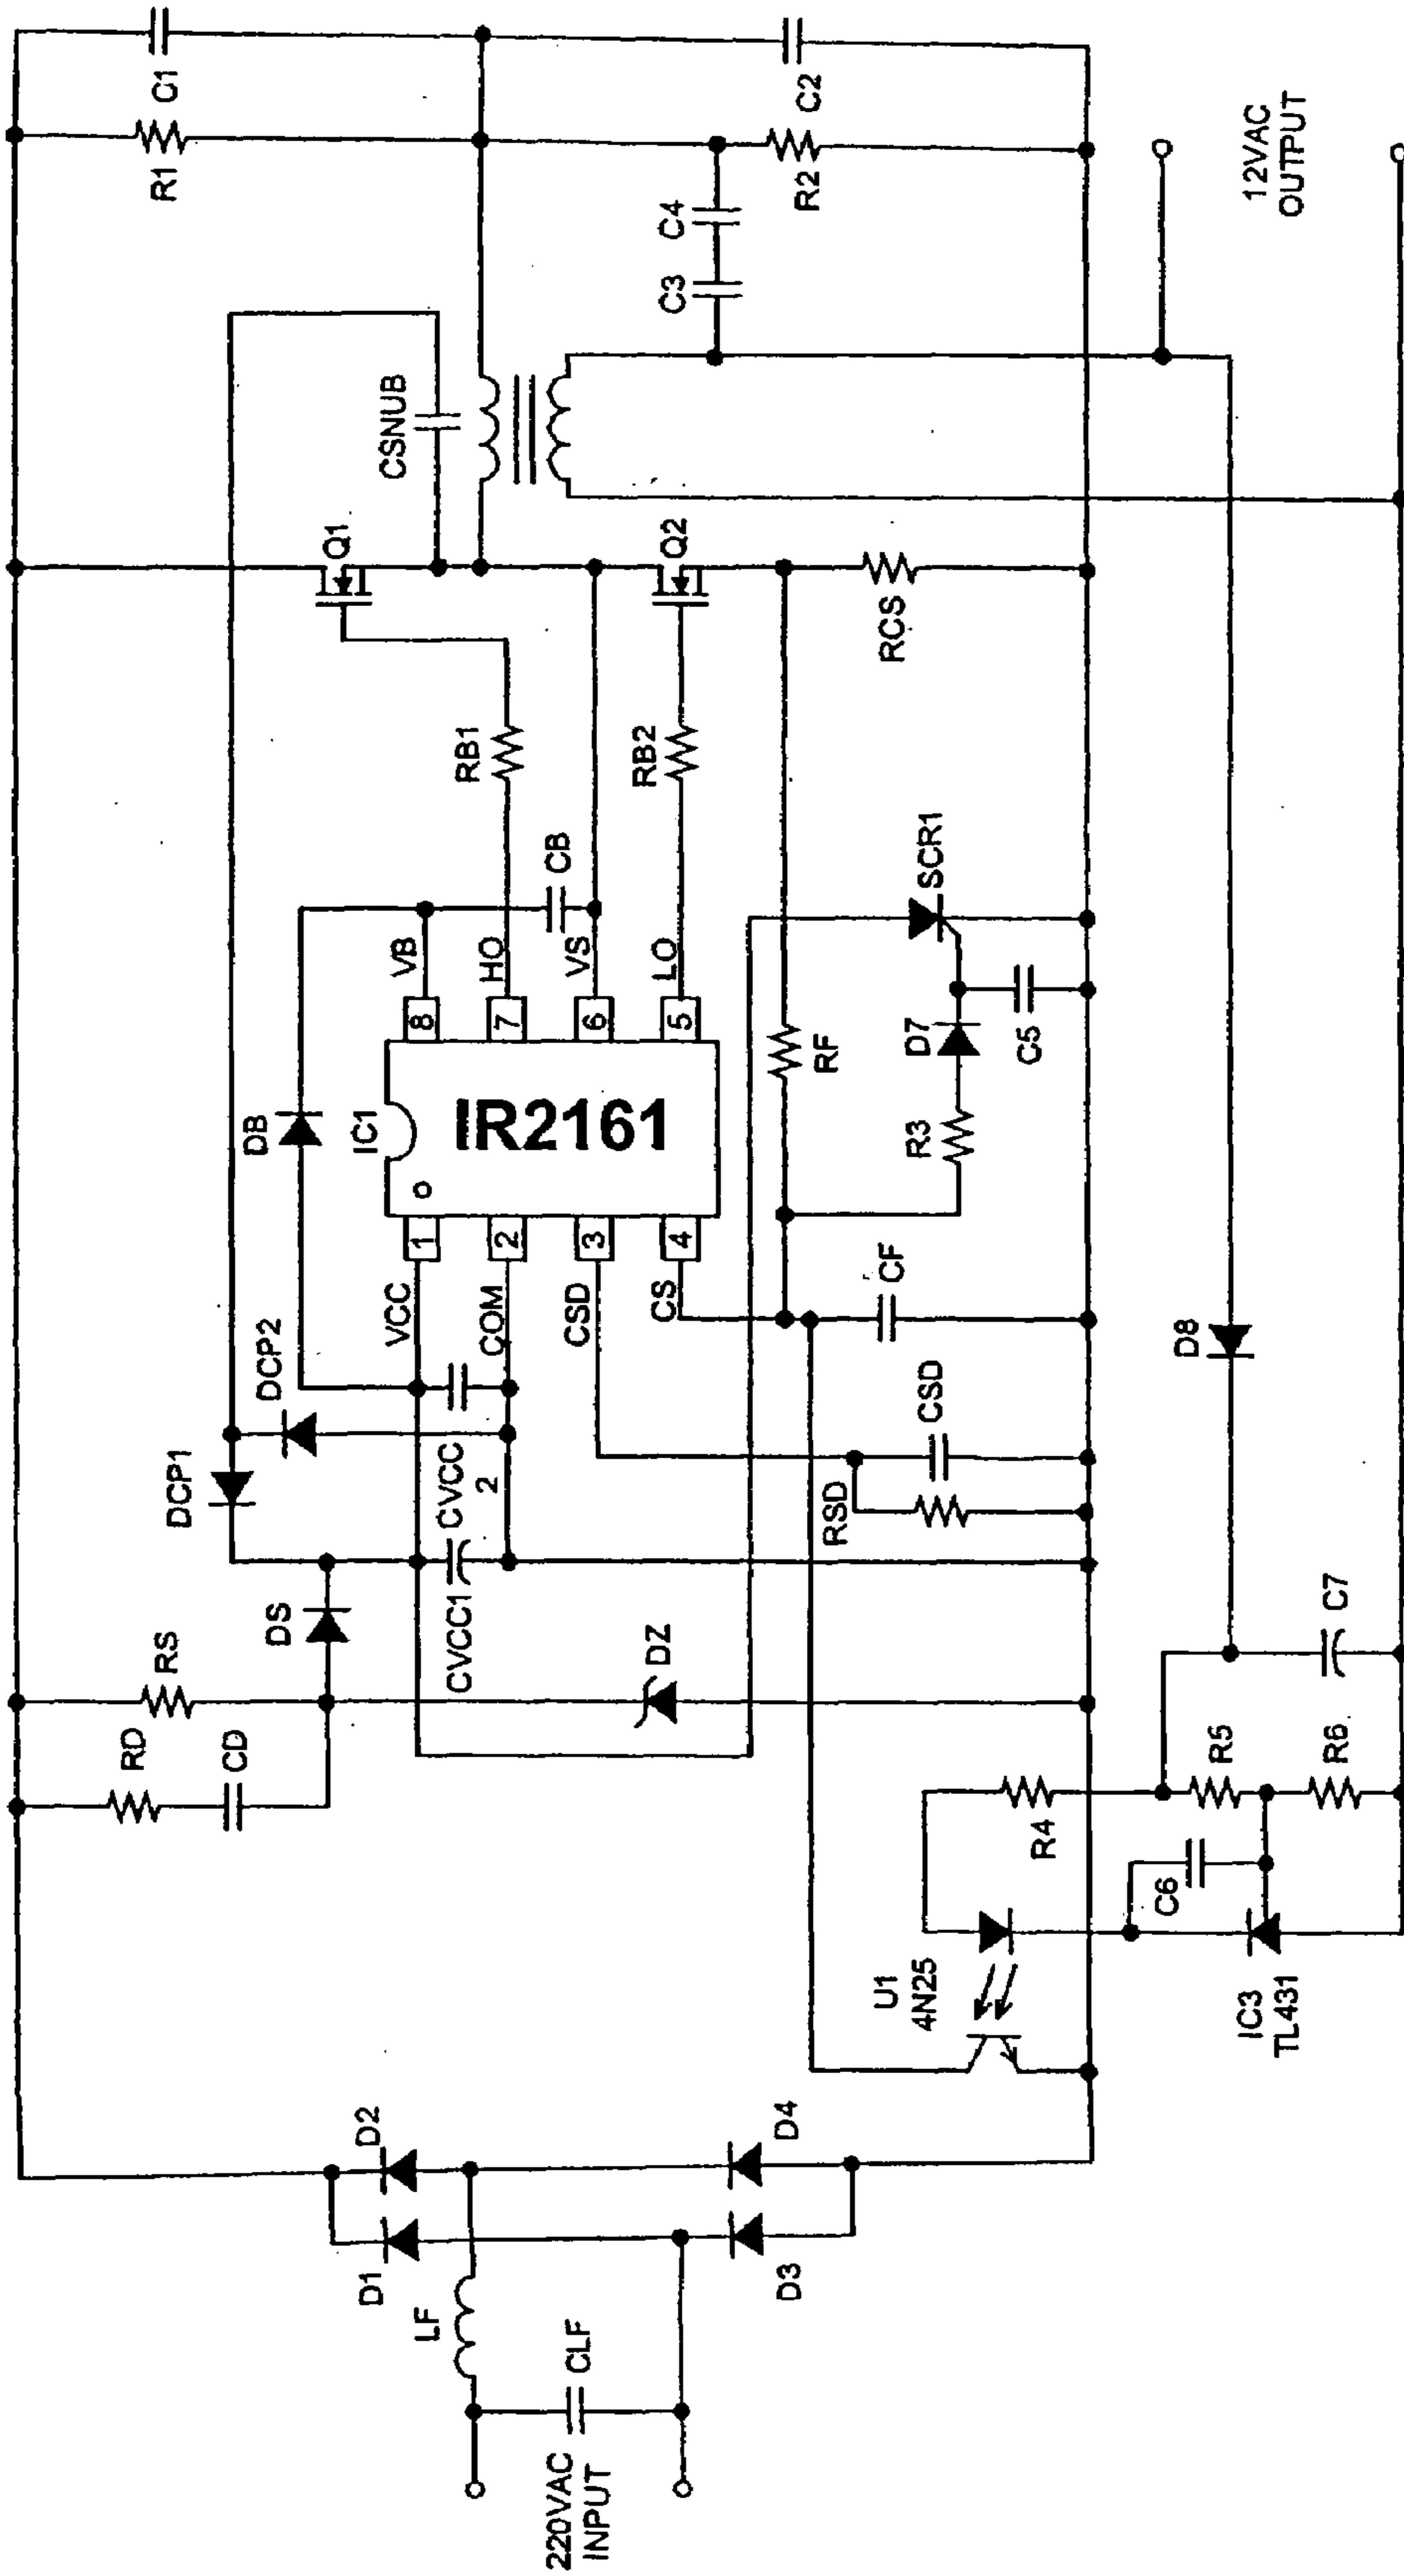 220VAC
INPUT
CLF
LF
D1
D2
D3
D4
RD
CD
RS
DS
DZ
DCP1
DCP2
CVCC1
CVCC
2
DB
IC1
IR2161
VCC
1
COM
2
CSD
3
CS
4
VB
8
HO
7
VS
6
LO
5
CB
RB1
RB2
Q1
Q2
CSNUB
R1
C1
R2
C2
C3
C4
RCS
RF
CF
CSD
RSD
R3
D7
C5
SCR1
U1
4N25
R4
C6
IC3
TL431
R5
R6
C7
D8
12VAC
OUTPUT